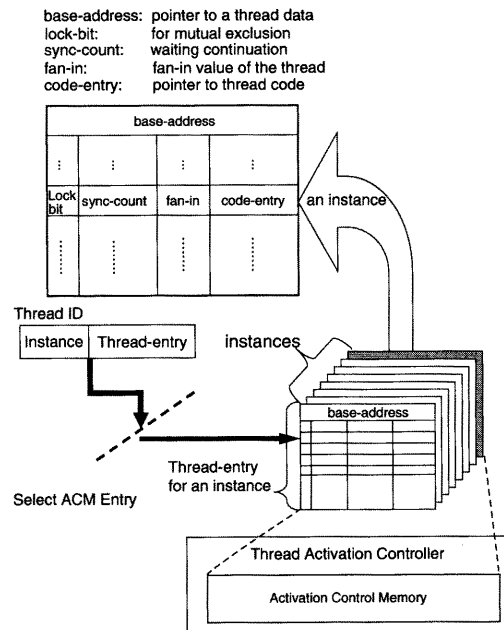 base-address: pointer to a thread data
lock-bit: for mutual exclusion
sync-count: waiting continuation
fan-in: fan-in value of the thread
code-entry: pointer to thread code
base-address
Lock bit sync-count fan-in code-entry
an instance
Thread ID
Instance Thread-entry
instances
base-address
Thread-entry
for an instance
Select ACM Entry
Thread Activation Controller
Activation Control Memory